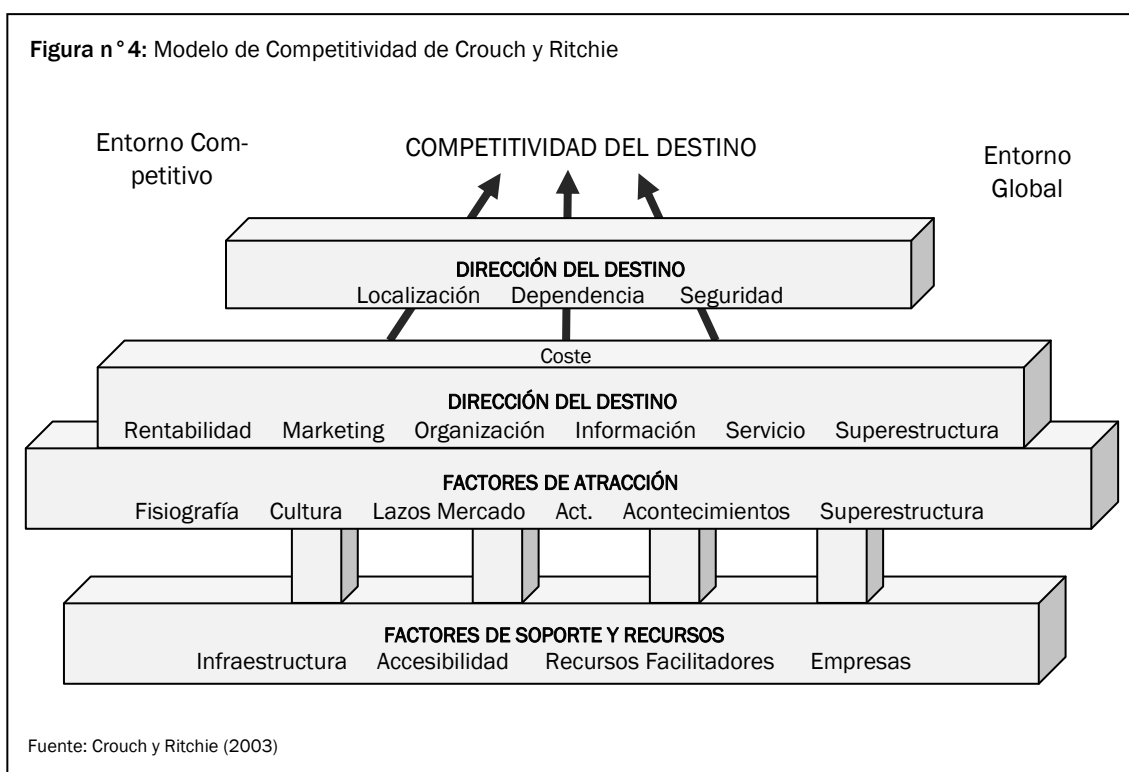 Figura n°4: Modelo de Competitividad de Crouch y Ritchie
Entorno Com-
petitivo
COMPETITIVIDAD DEL DESTINO
Entorno
Global
DIRECCIÓN DEL DESTINO
Localización Dependencia Seguridad
Coste
DIRECCIÓN DEL DESTINO
Rentabilidad Marketing Organización Información Servicio Superestructura
FACTORES DE ATRACCIÓN
Fisiografía Cultura Lazos Mercado Act. Acontecimientos Superestructura
FACTORES DE SOPORTE Y RECURSOS
Infraestructura Accesibilidad Recursos Facilitadores Empresas
Fuente: Crouch y Ritchie (2003)